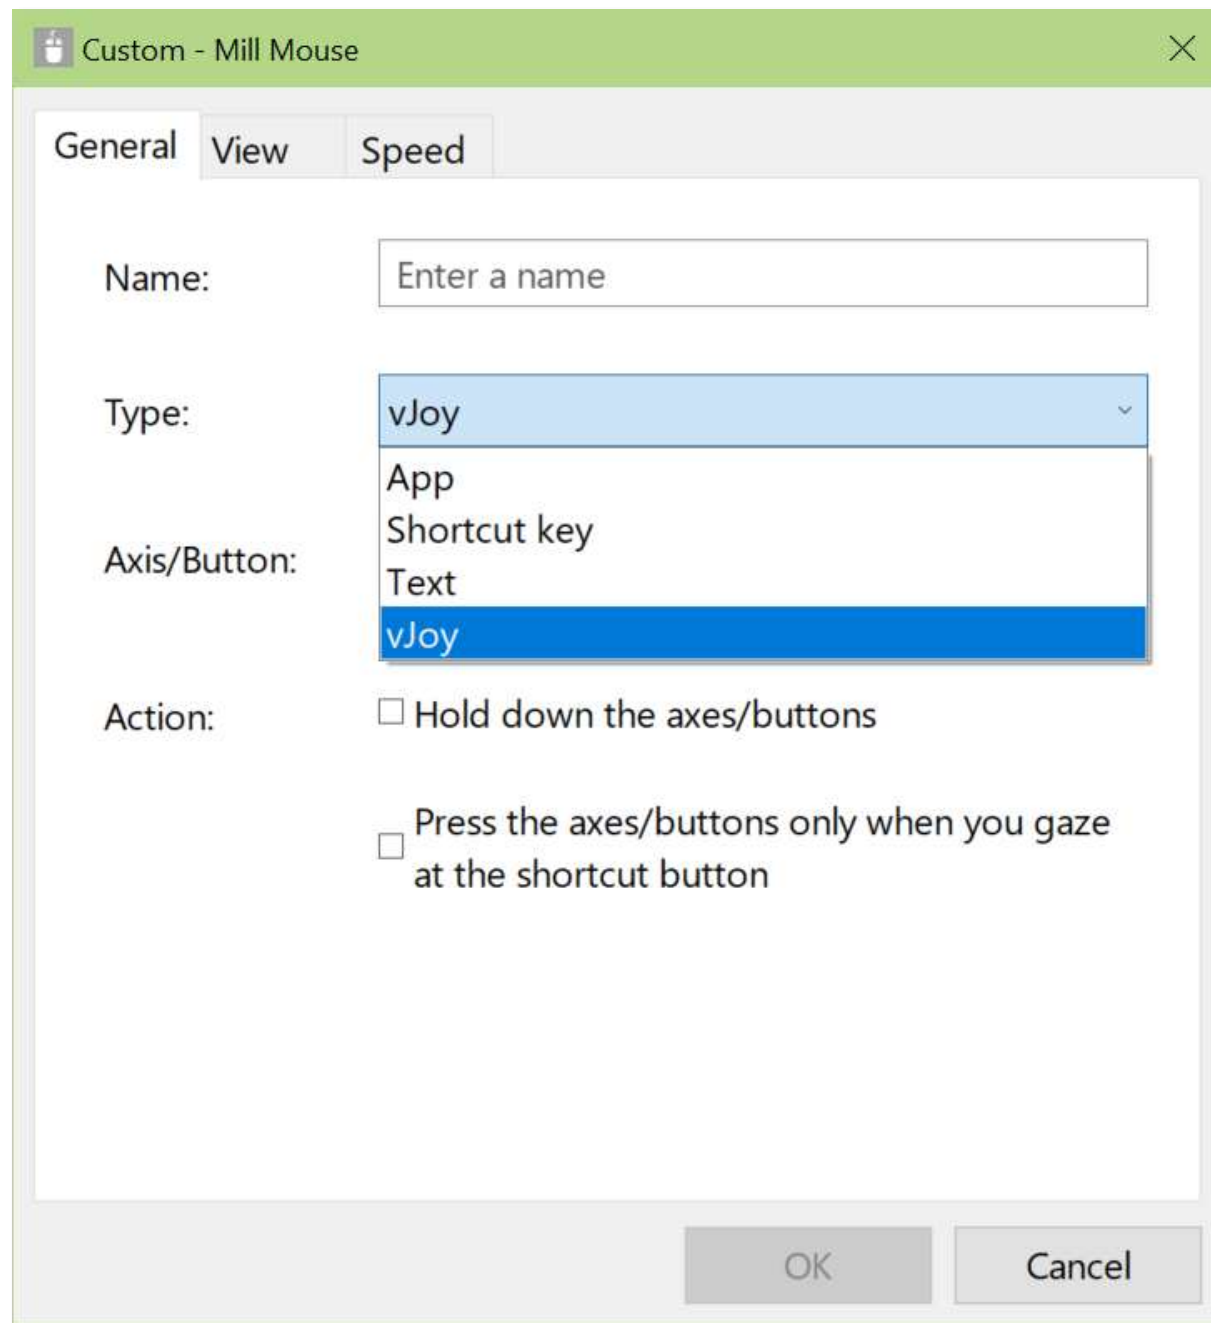 Custom - Mill Mouse
General View Speed
Name: Enter a name
Type: vJoy
App
Shortcut key
Axis/Button:
Text
vJoy
Action: Hold down the axes/buttons
Press the axes/buttons only when you gaze
at the shortcut button
OK Cancel